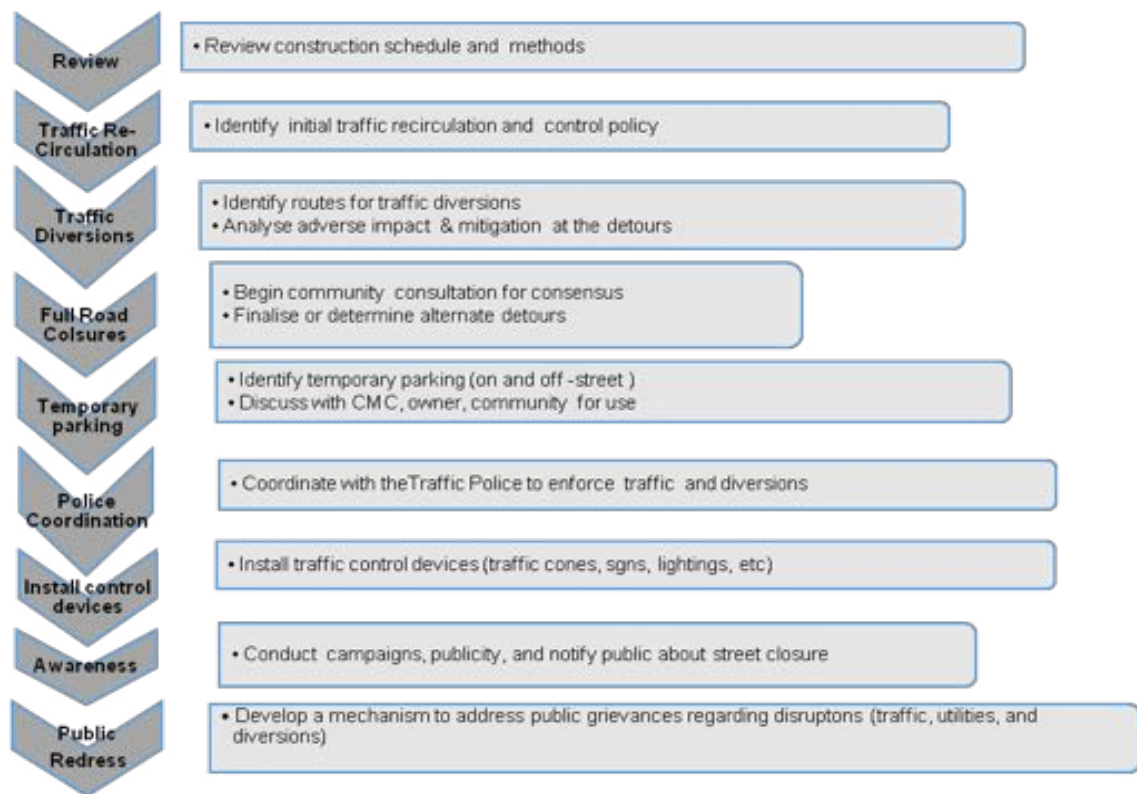 Review
• Review construction schedule and methods
Traffic Re-
Circulation
• Identify initial traffic recirculation and control policy
Traffic
Diversions
• Identify routes for traffic diversions
• Analyse adverse impact & mitigation at the detours
Full Road
Colsures
• Begin community consultation for consensus
• Finalise or determine alternate detours
Temporary
parking
• Identify temporary parking (on and off -street )
• Discuss with CMC, owner, community for use
Police
Coordination
• Coordinate with theTraffic Police to enforce traffic and diversions
Install control
devices
• Install traffic control devices (traffic cones, sgns, lightings, etc)
Awareness
• Conduct campaigns, publicity, and notify public about street closure
Public
Redress
• Develop a mechanism to address public grievances regarding disruptons (traffic, utilities, and
diversions)